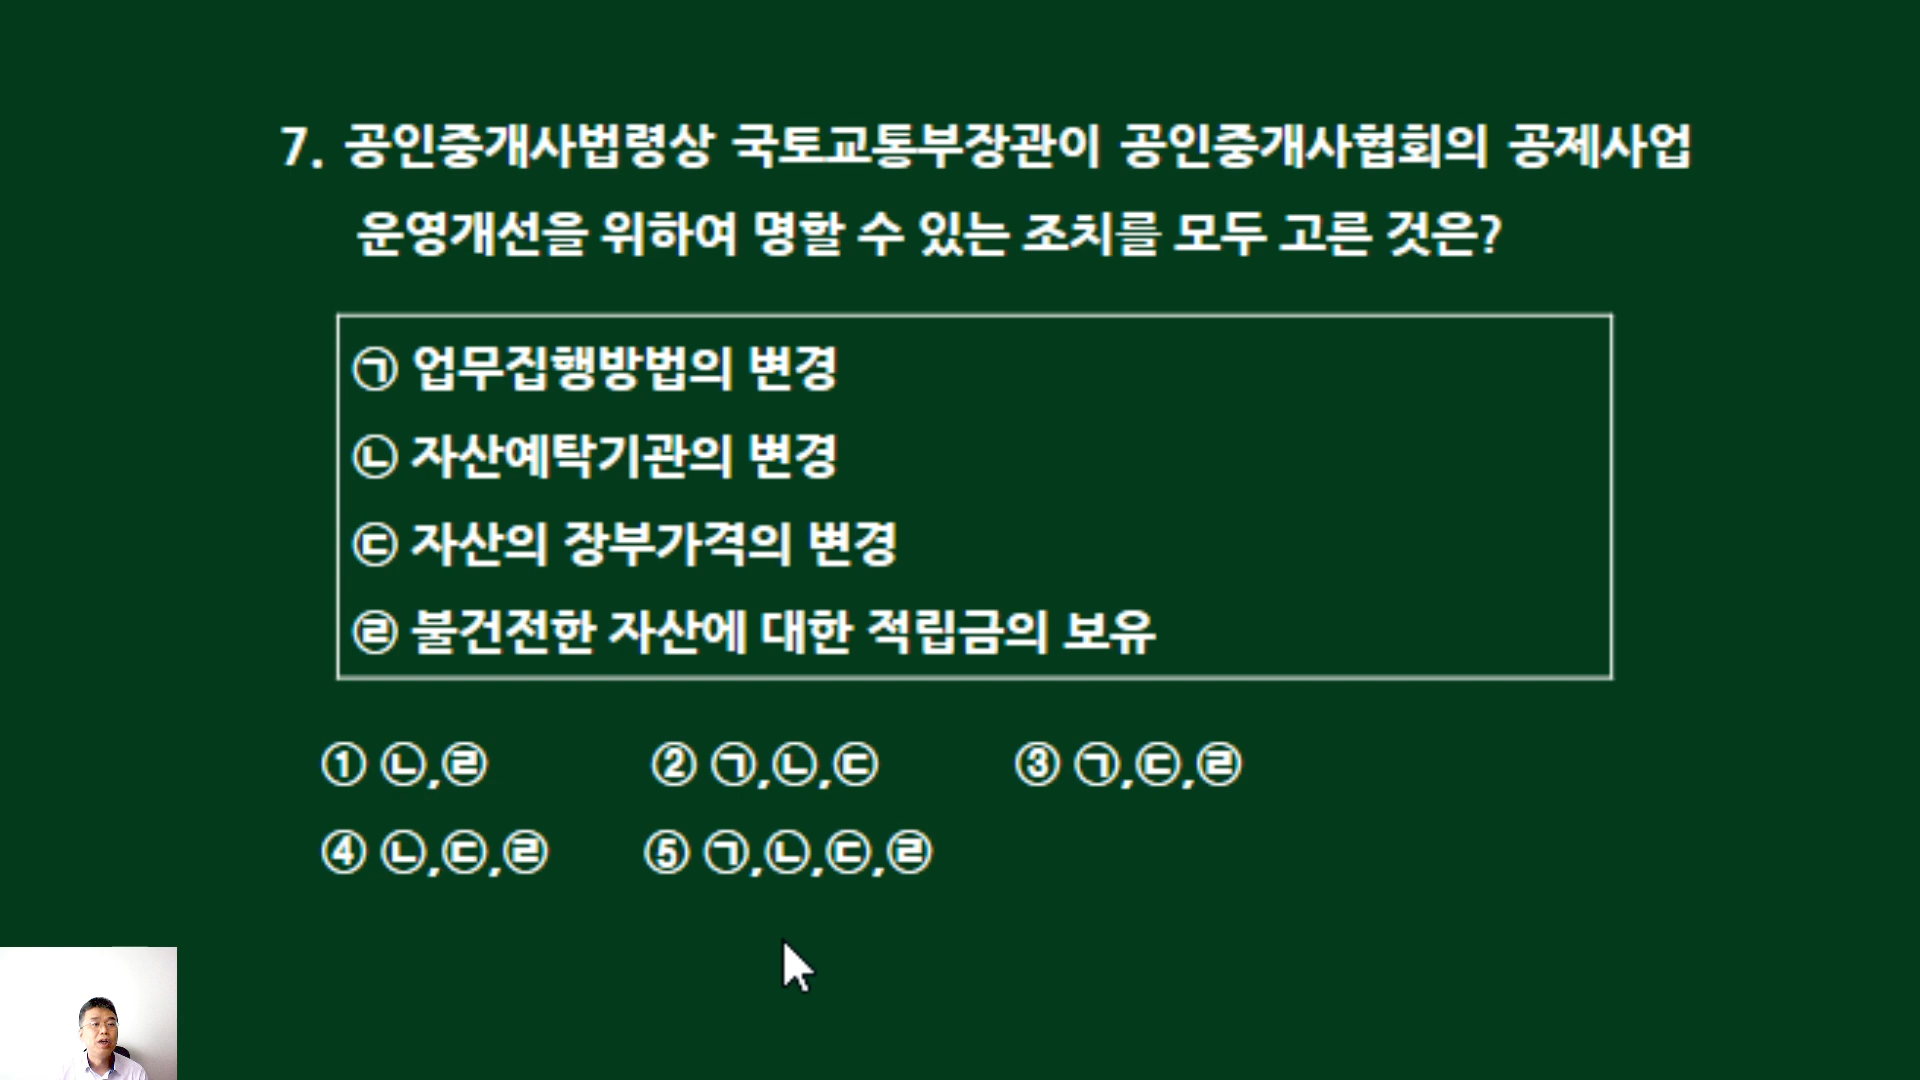 7. 공인중개사법령상 국토교통부장관이 공인중개사협회의 공제사업
운영개선을 위하여 명할 수 있는 조치를 모두 고른 것은?
㉠ 업무집행방법의 변경
㉡ 자산예탁기관의 변경
㉢ 자산의 장부가격의 변경
㉣ 불건전한 자산에 대한 적립금의 보유
① ㉡,㉣ ② ㉠,㉡,㉢ ③ ㉠,㉢,㉣
④ ㉡,㉢,㉣ ⑤ ㉠,㉡,㉢,㉣